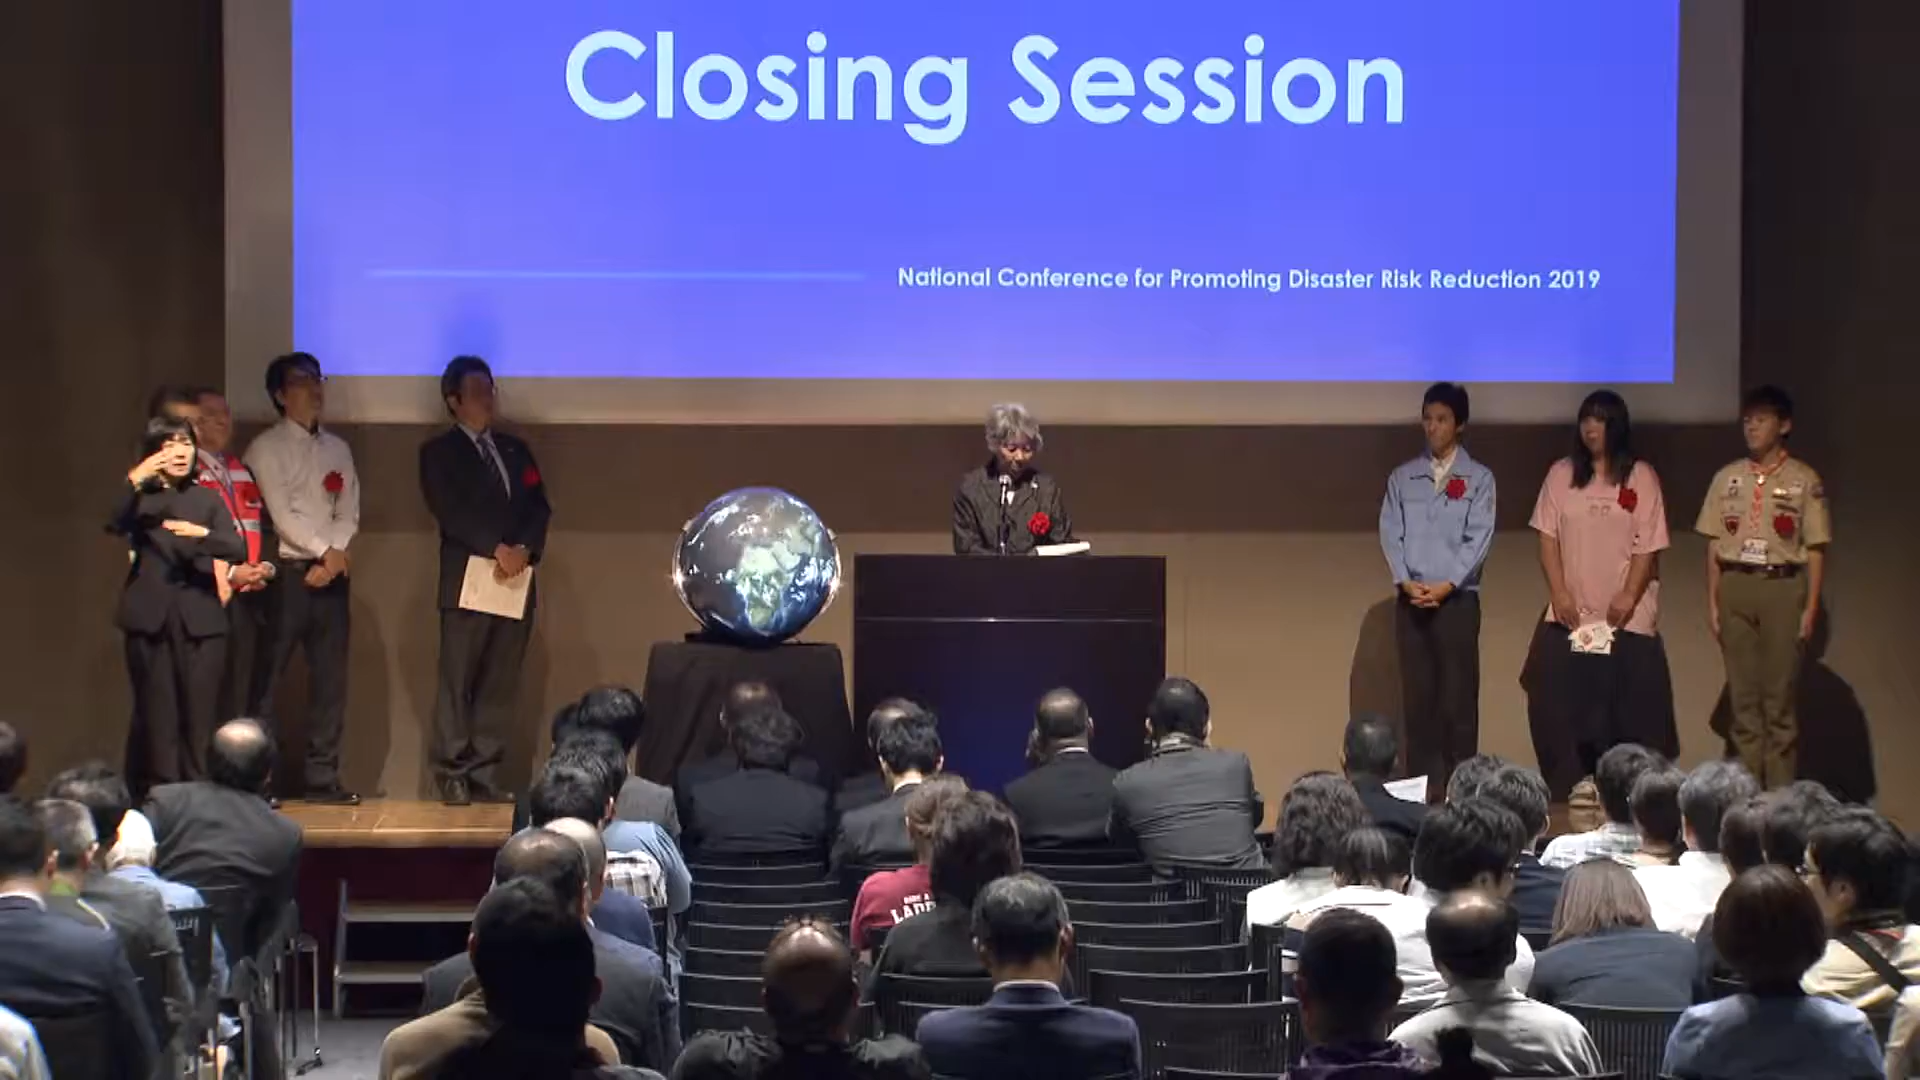 Closing Session
National Conference for Promoting Disaster Risk Reduction 2019